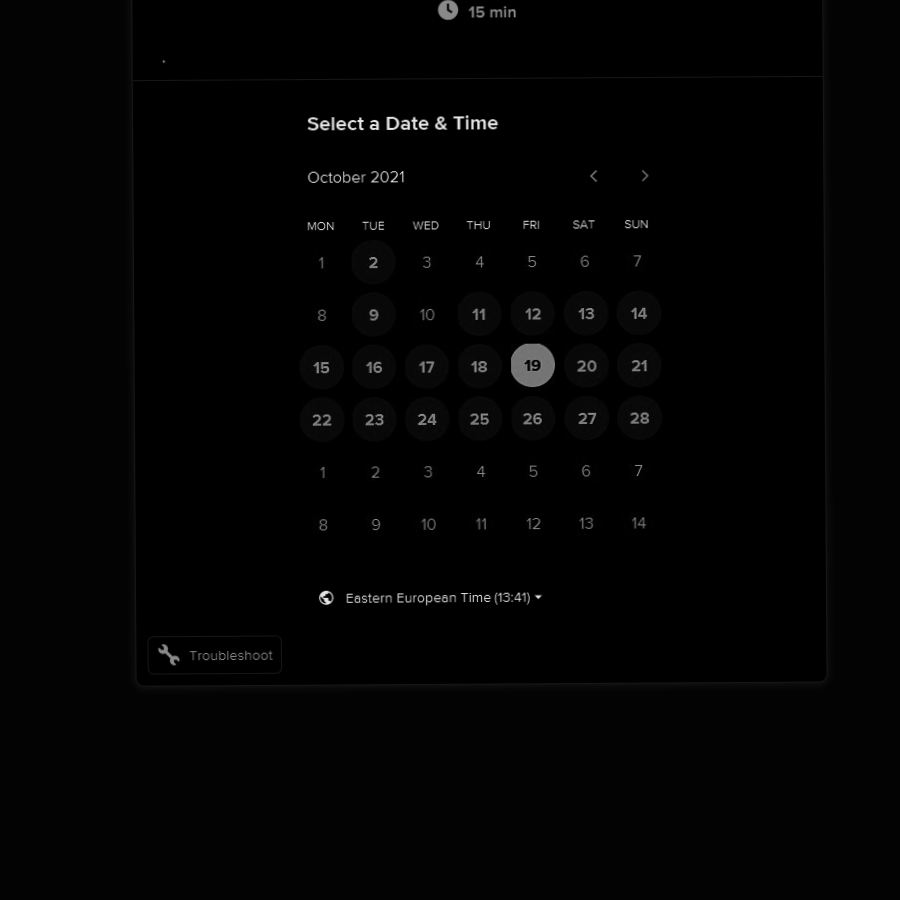 15 min
.
Select a Date & Time
October 2021
MON TUE WED THU FRI SAT SUN
1 2 3 4 5 6 7
8 9 10 11 12 13 14
15 16 17 18 19 20 21
22 23 24 25 26 27 28
1 2 3 4 5 6 7
8 9 10 11 12 13 14
Eastern European Time (13:41)
Troubleshoot